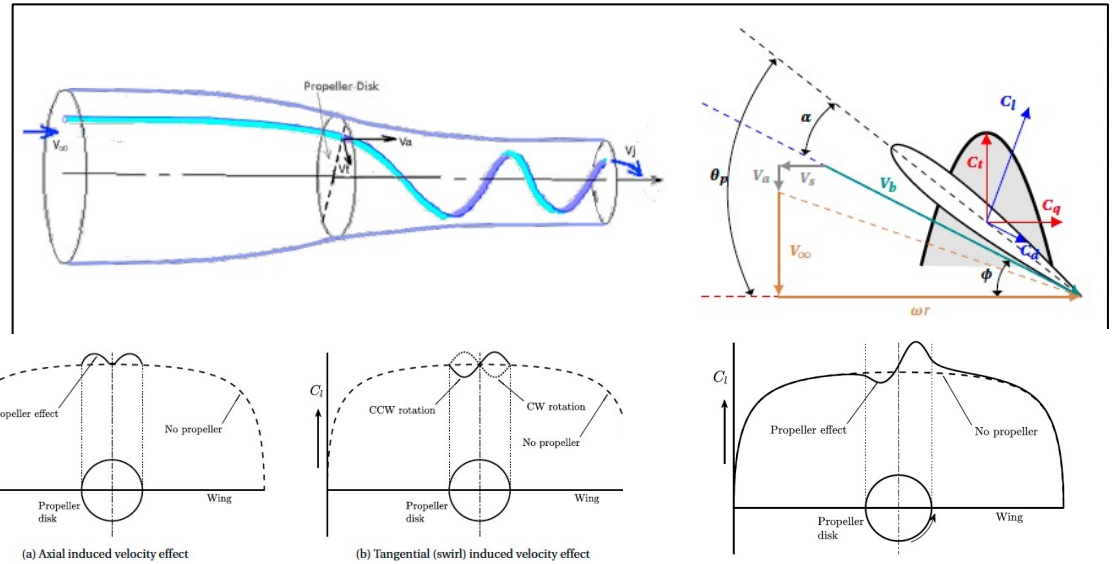 Propeller-Disk
V∞
Va
Vt
Vj
α
θp
Va
Vs
Vb
V∞
ϕ
ωr
Cl
Ct
Cq
Cd
opeller effect
No propeller
Propeller
disk
Wing
(a) Axial induced velocity effect
Cl
CCW rotation
CW rotation
No propeller
Propeller
disk
Wing
(b) Tangential (swirl) induced velocity effect
Cl
Propeller effect
No propeller
Propeller
disk
Wing